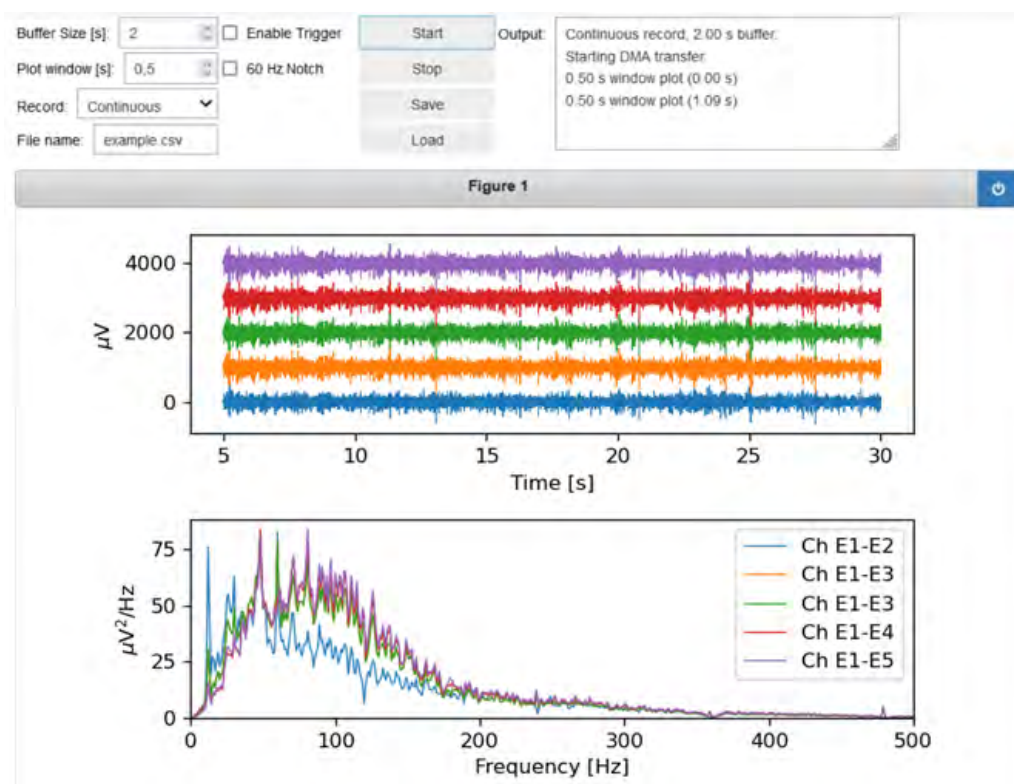 Buffer Size [s]: 2 Enable Trigger Start Output:
Plot window [s]: 0,5 60 Hz Notch Stop
Record: Continuous Save
File name: example.csv Load
Continuous record, 2.00 s buffer.
Starting DMA transfer
0.50 s window plot (0.00 s)
0.50 s window plot (1.09 s)
Figure 1
4000
2000
0
µV
5 10 15 20 25 30
Time [s]
75
50
25
0
µV²/Hz
Ch E1-E2
Ch E1-E3
Ch E1-E3
Ch E1-E4
Ch E1-E5
0 100 200 300 400 500
Frequency [Hz]